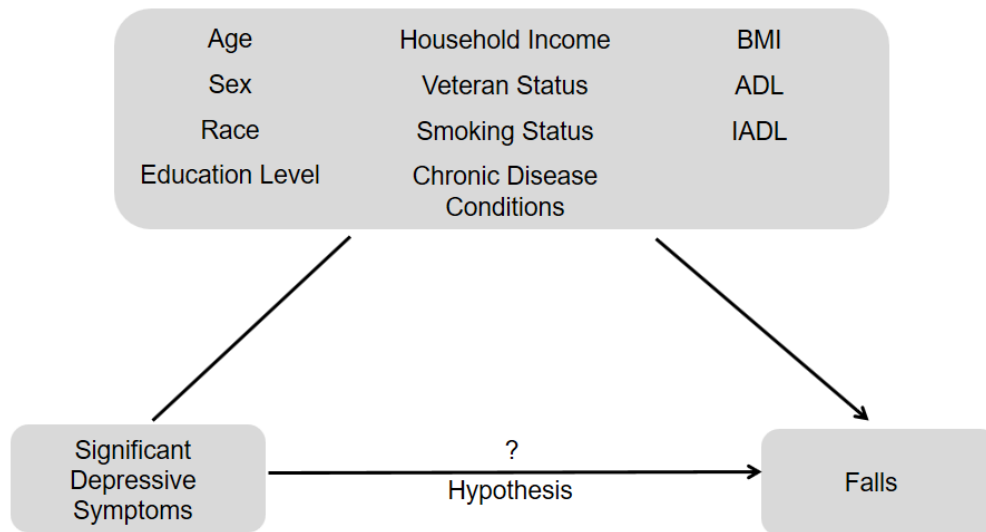 Age
Sex
Race
Education Level
Household Income
Veteran Status
Smoking Status
Chronic Disease
Conditions
BMI
ADL
IADL
Significant
Depressive
Symptoms
?
Hypothesis
Falls